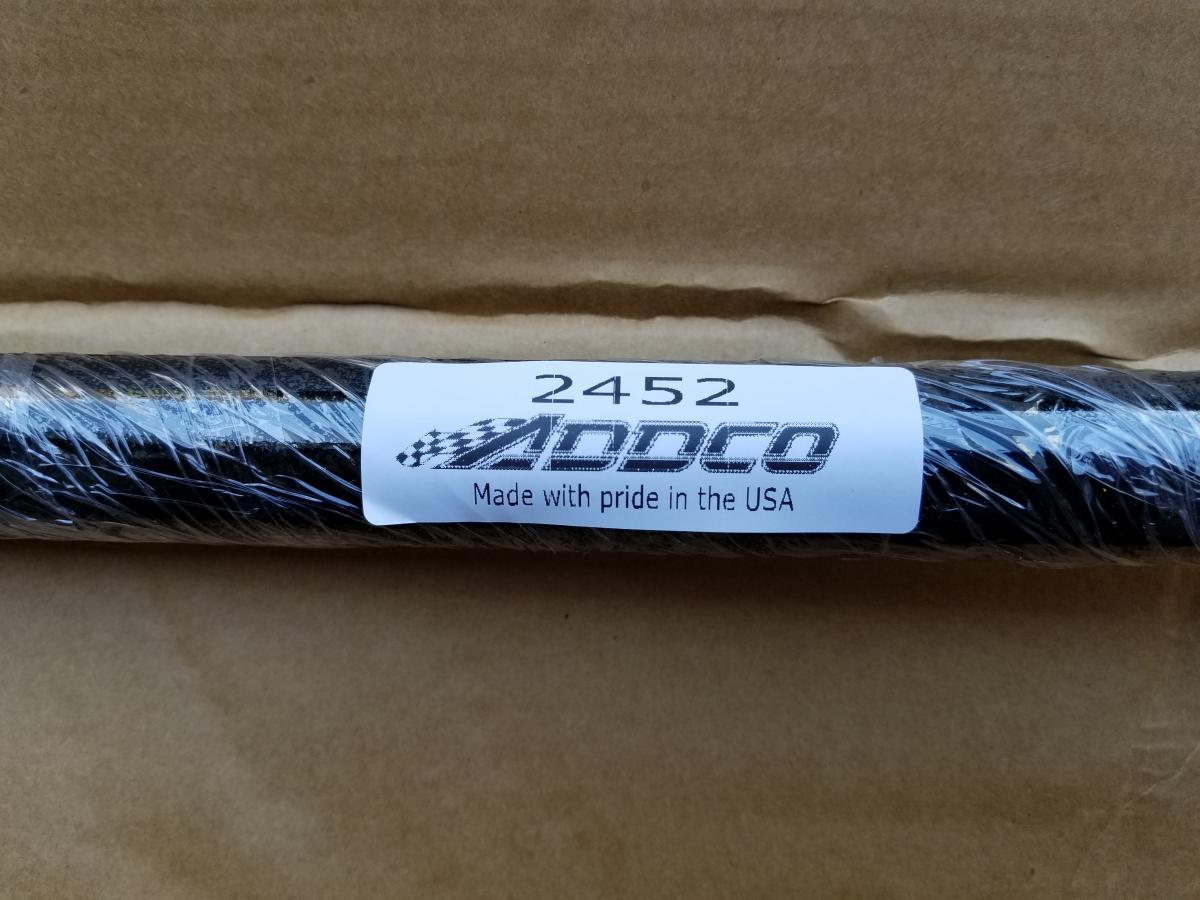 2452
ADDCO
Made with pride in the USA